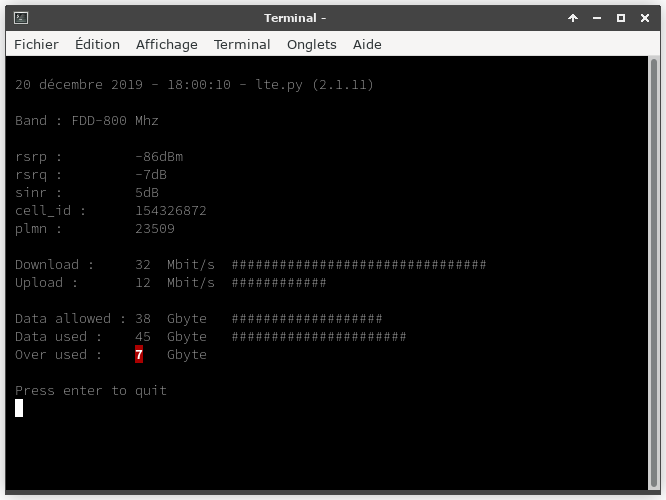 Terminal -
Fichier Édition Affichage Terminal Onglets Aide
20 décembre 2019 - 18:00:10 - lte.py (2.1.11)
Band : FDD-800 Mhz
rsrp : -86dBm
rsrq : -7dB
sinr : 5dB
cell_id : 154326872
plmn : 23509
Download : 32 Mbit/s ################################
Upload : 12 Mbit/s ############
Data allowed : 38 Gbyte ###################
Data used : 45 Gbyte ######################
Over used : 7 Gbyte
Press enter to quit